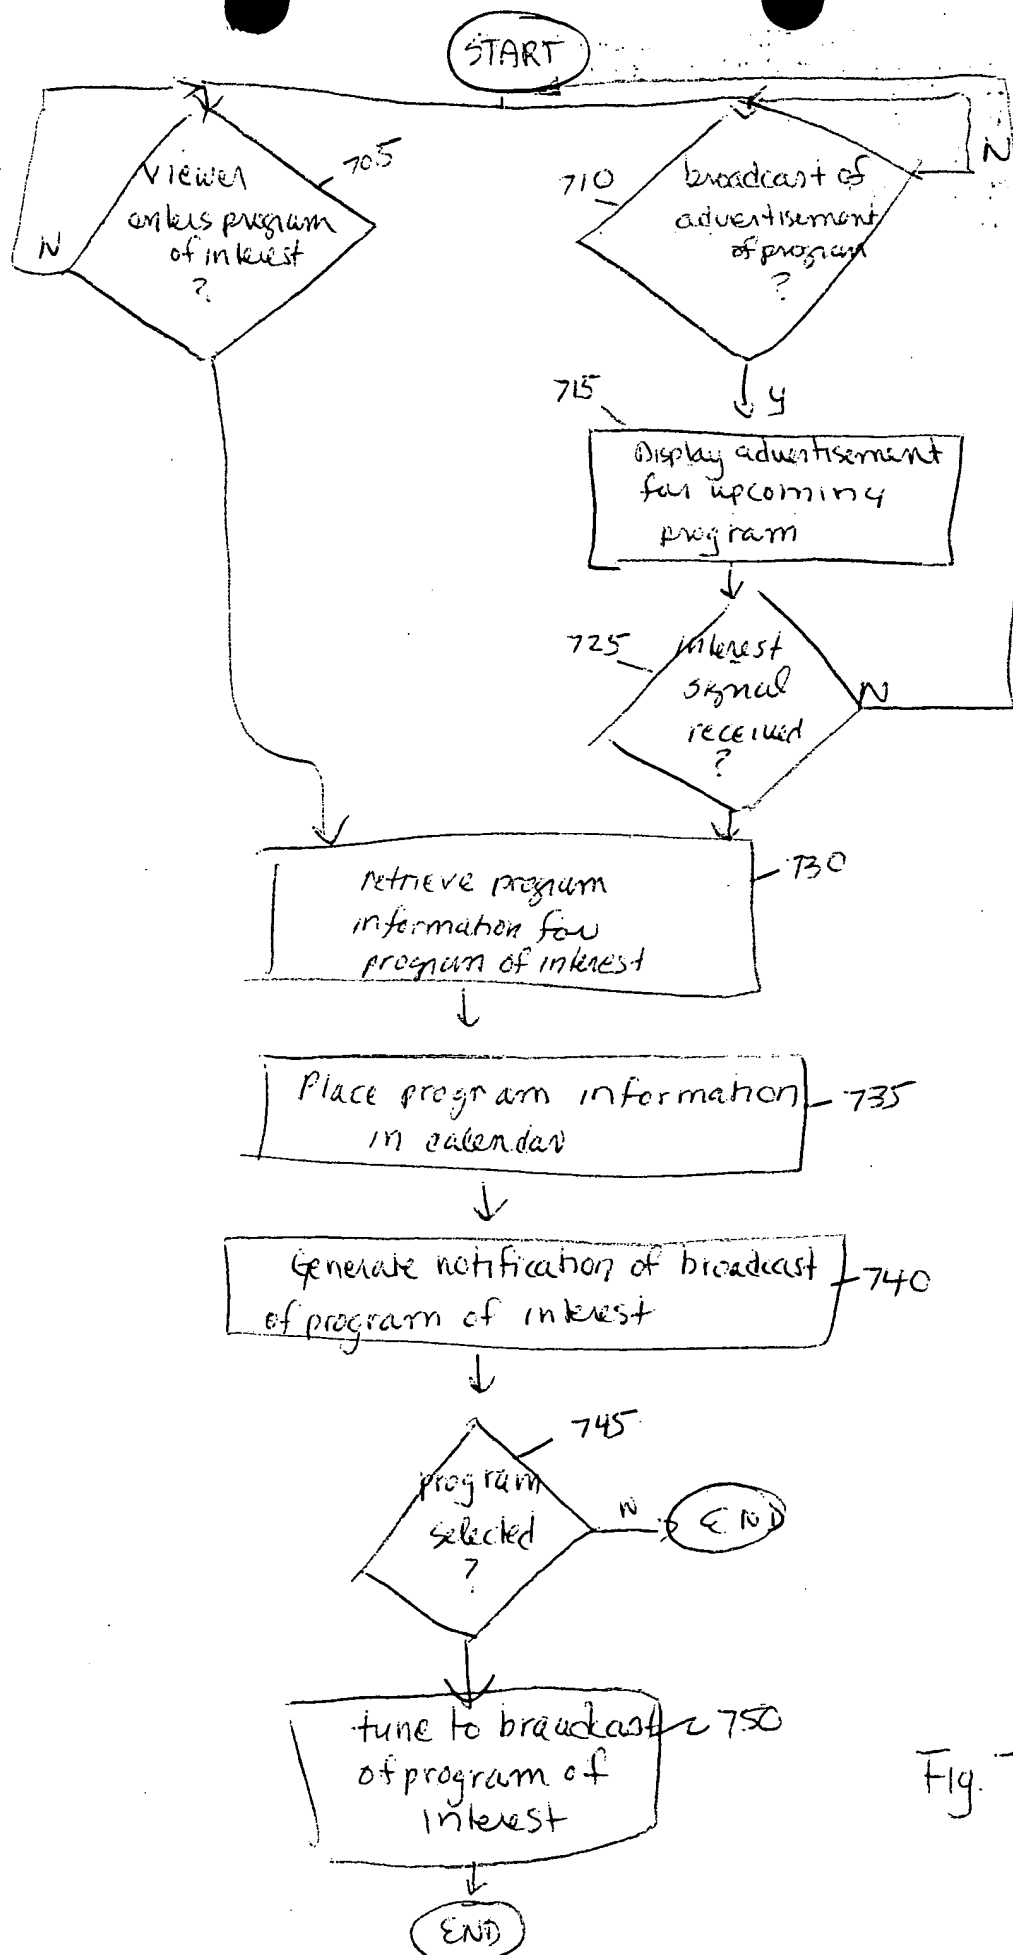 START
viewer
enters program
of interest
?
705
N
710
broadcast of
advertisement
of program
?
N
Y
715
Display advertisement
for upcoming
program
725
interest
signal
received
?
N
retrieve program
information for
program of interest
730
Place program information
in calendar
735
Generate notification of broadcast
of program of interest
740
745
program
selected
?
N
END
tune to broadcast
of program of
interest
750
Fig.
END